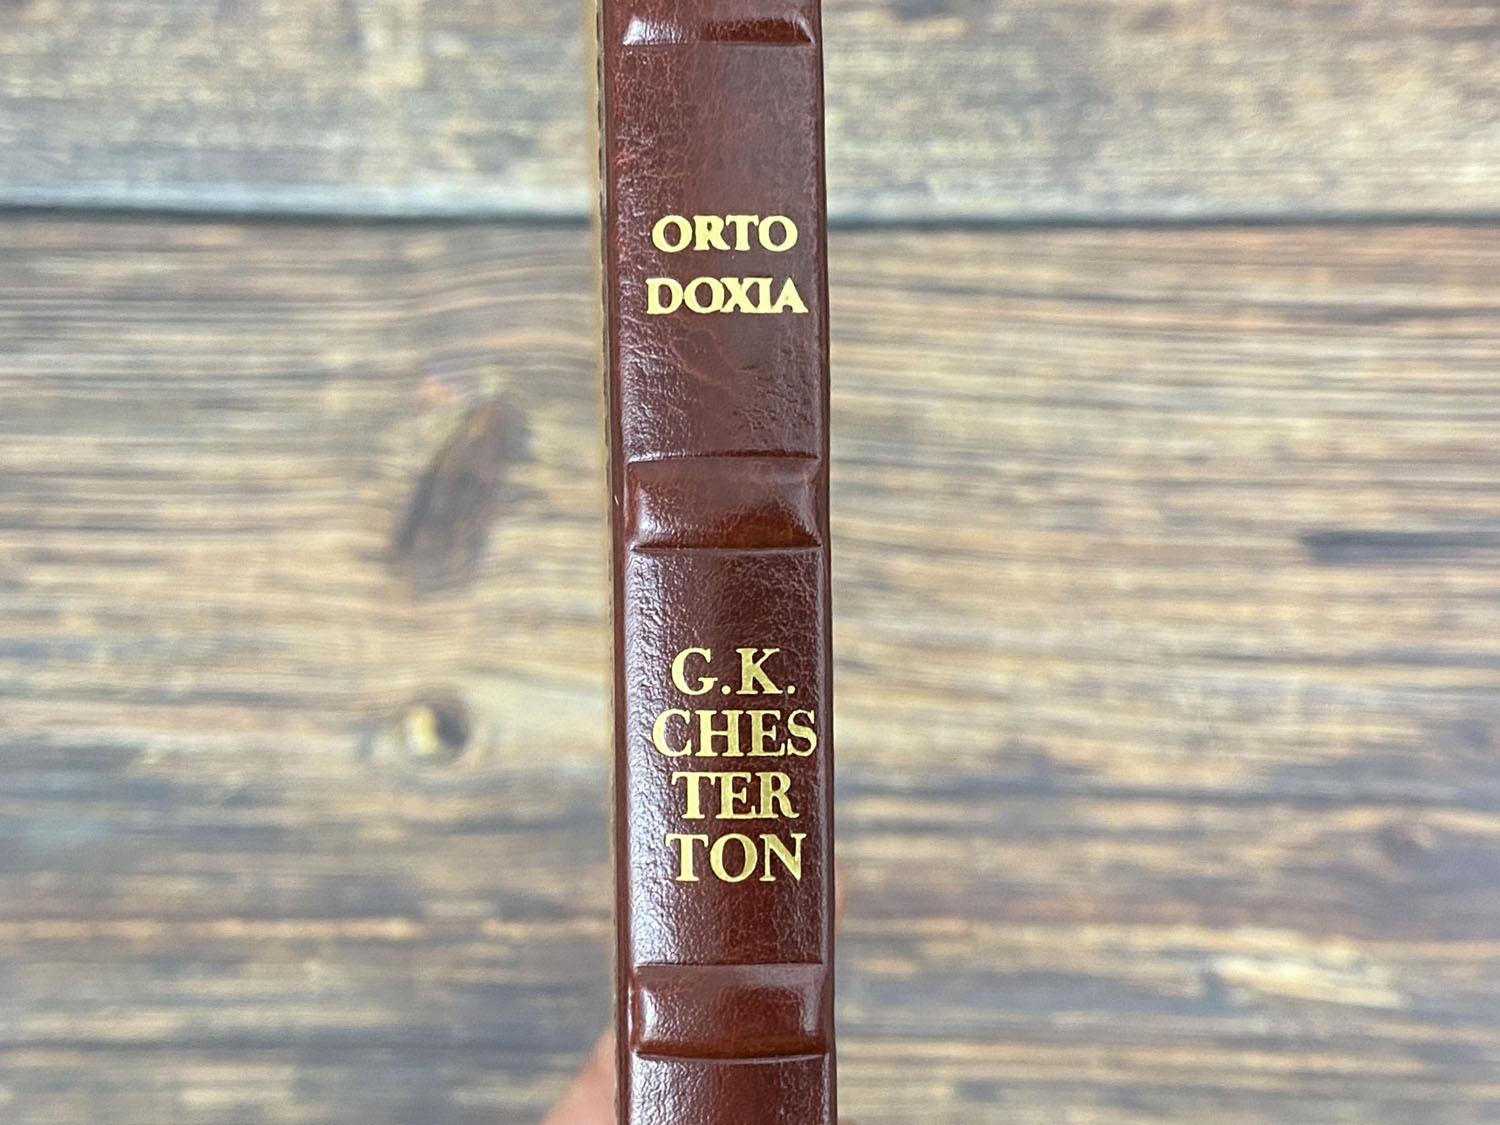 ORTO
DOXIA
G.K.
CHES
TER
TON